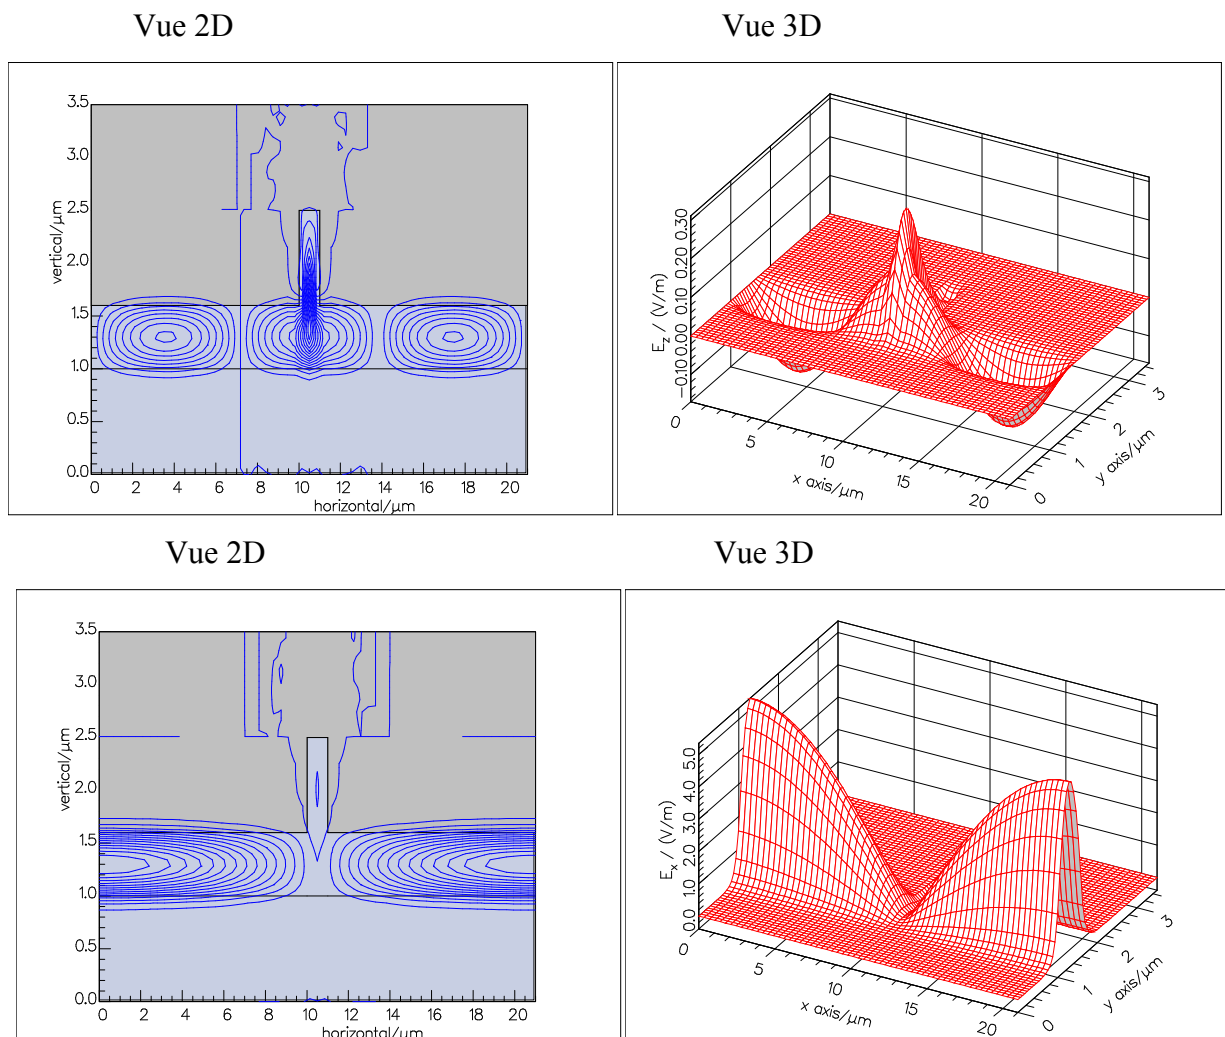 Vue 2D
Vue 3D
3.5
3.0
2.5
2.0
1.5
1.0
0.5
0.0
vertical/µm
0 2 4 6 8 10 12 14 16 18 20
horizontal/µm
0.30
0.20
0.10
0.00
−0.10
E_z / (V/m)
0 5 10 15 20
x axis/µm
0 1 2 3
y axis/µm
Vue 2D
Vue 3D
3.5
3.0
2.5
2.0
1.5
1.0
0.5
0.0
vertical/µm
0 2 4 6 8 10 12 14 16 18 20
horizontal/µm
5.0
4.0
3.0
2.0
1.0
0.0
E_x / (V/m)
0 5 10 15 20
x axis/µm
0 1 2 3
y axis/µm